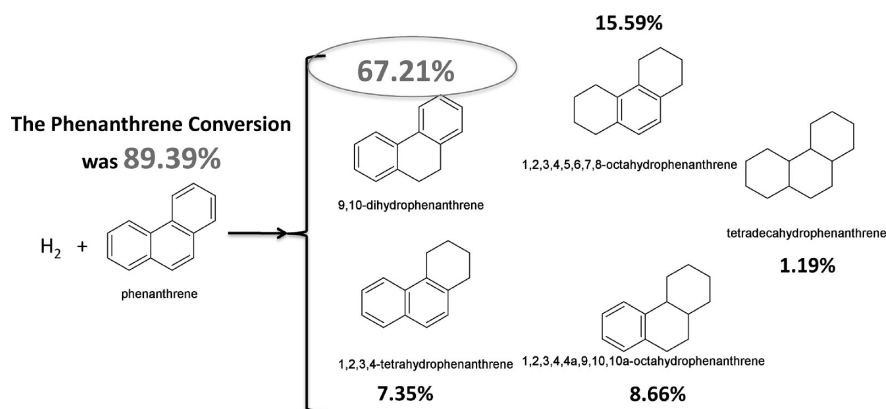 The Phenanthrene Conversion
was 89.39%
H2 +
phenanthrene
67.21%
9,10-dihydrophenanthrene
15.59%
1,2,3,4,5,6,7,8-octahydrophenanthrene
tetradecahydrophenanthrene
1.19%
1,2,3,4-tetrahydrophenanthrene
7.35%
1,2,3,4,4a,9,10,10a-octahydrophenanthrene
8.66%